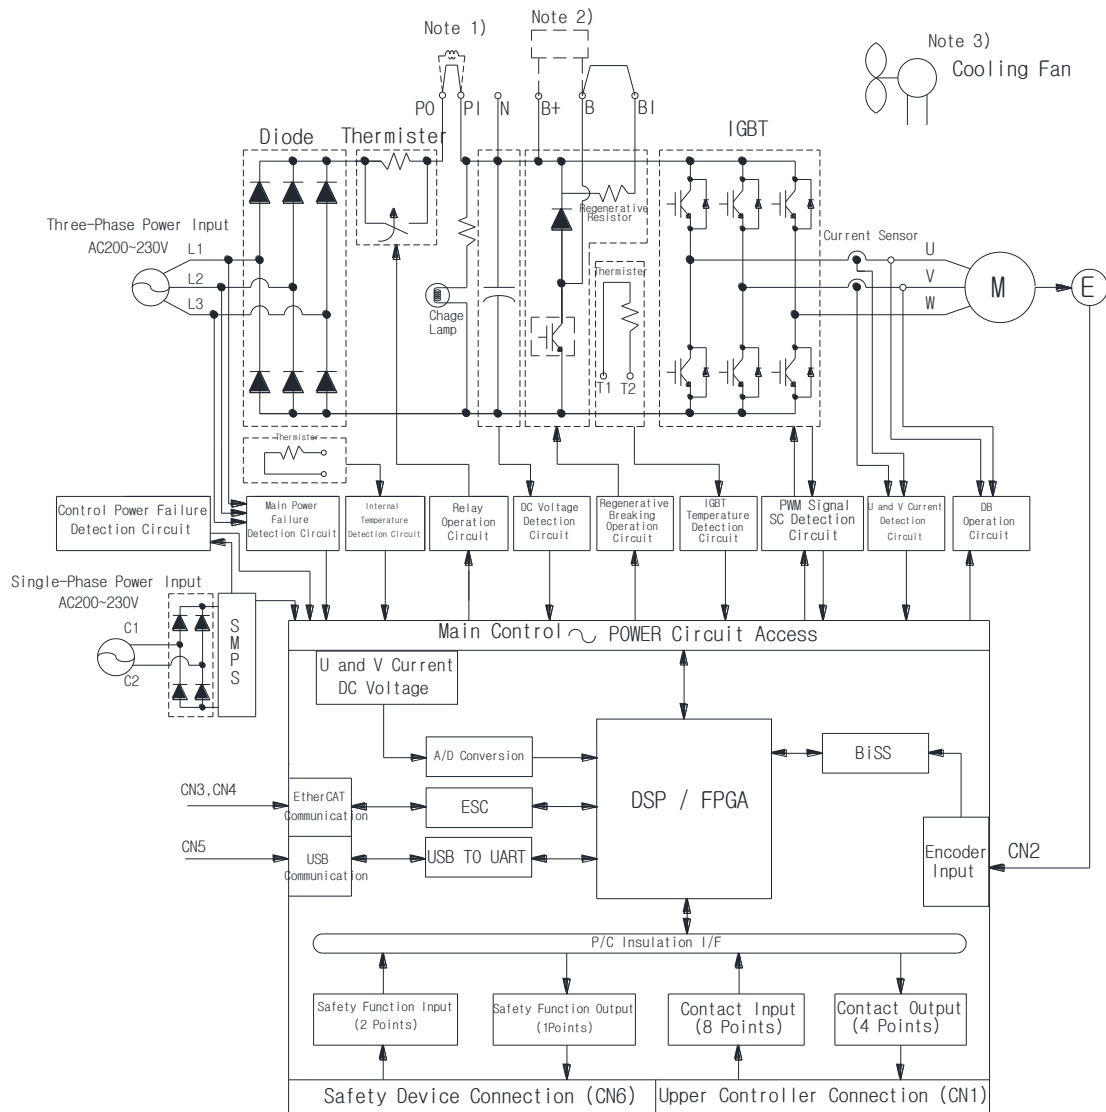 Note 1)
Note 2)
Note 3)
Cooling Fan
PO
PI
N
B+
B
BI
Diode
Thermister
IGBT
Three-Phase Power Input
AC200~230V
L1
L2
L3
Regenerative
Resistor
Current Sensor
U
V
W
M
E
Thermister
Chage
Lamp
T1
T2
Thermister
Control Power Failure
Detection Circuit
Main Power
Failure
Detection Circuit
Internal
Temperature
Detection Circuit
Relay
Operation
Circuit
DC Voltage
Detection
Circuit
Regenerative
Breaking
Operation
Circuit
IGBT
Temperature
Detection
Circuit
PWM Signal
SC Detection
Circuit
U and V Current
Detection
Circuit
DB
Operation
Circuit
Single-Phase Power Input
AC200~230V
C1
C2
S
M
P
S
Main Control ~ POWER Circuit Access
U and V Current
DC Voltage
A/D Conversion
BiSS
CN3,CN4
EtherCAT
Communication
ESC
DSP / FPGA
CN5
USB
Communication
USB TO UART
Encoder
Input
CN2
P/C Insulation I/F
Safety Function Input
(2 Points)
Safety Function Output
(1Points)
Contact Input
(8 Points)
Contact Output
(4 Points)
Safety Device Connection (CN6)
Upper Controller Connection (CN1)